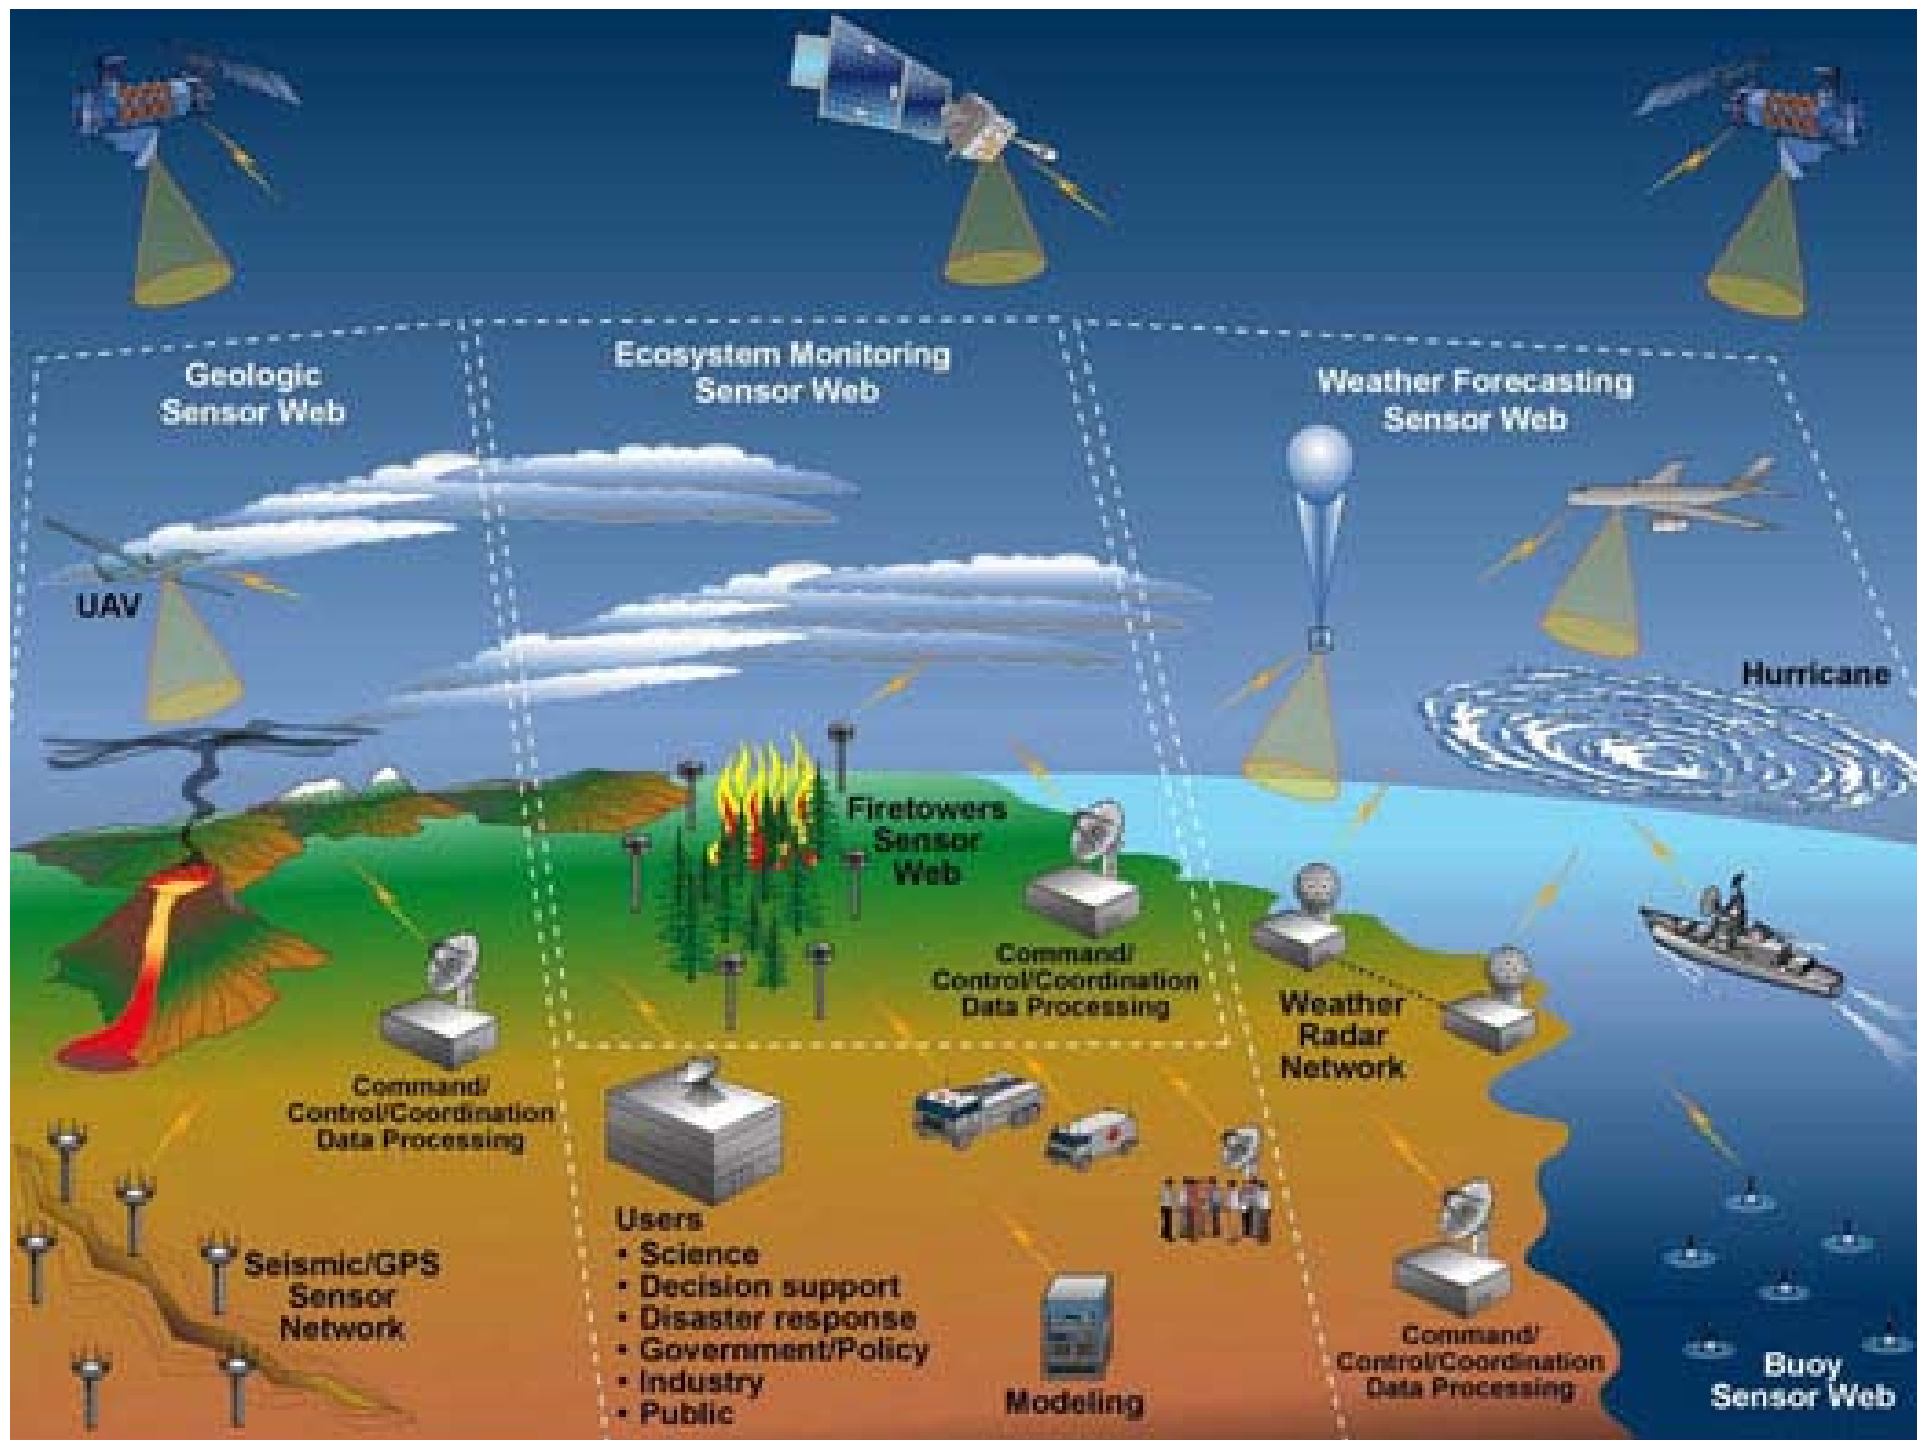 Geologic
Sensor Web
Ecosystem Monitoring
Sensor Web
Weather Forecasting
Sensor Web
UAV
Hurricane
Firetowers
Sensor
Web
Command/
Control/Coordination
Data Processing
Weather
Radar
Network
Command/
Control/Coordination
Data Processing
Seismic/GPS
Sensor
Network
Users
• Science
• Decision support
• Disaster response
• Government/Policy
• Industry
• Public
Modeling
Command/
Control/Coordination
Data Processing
Buoy
Sensor Web